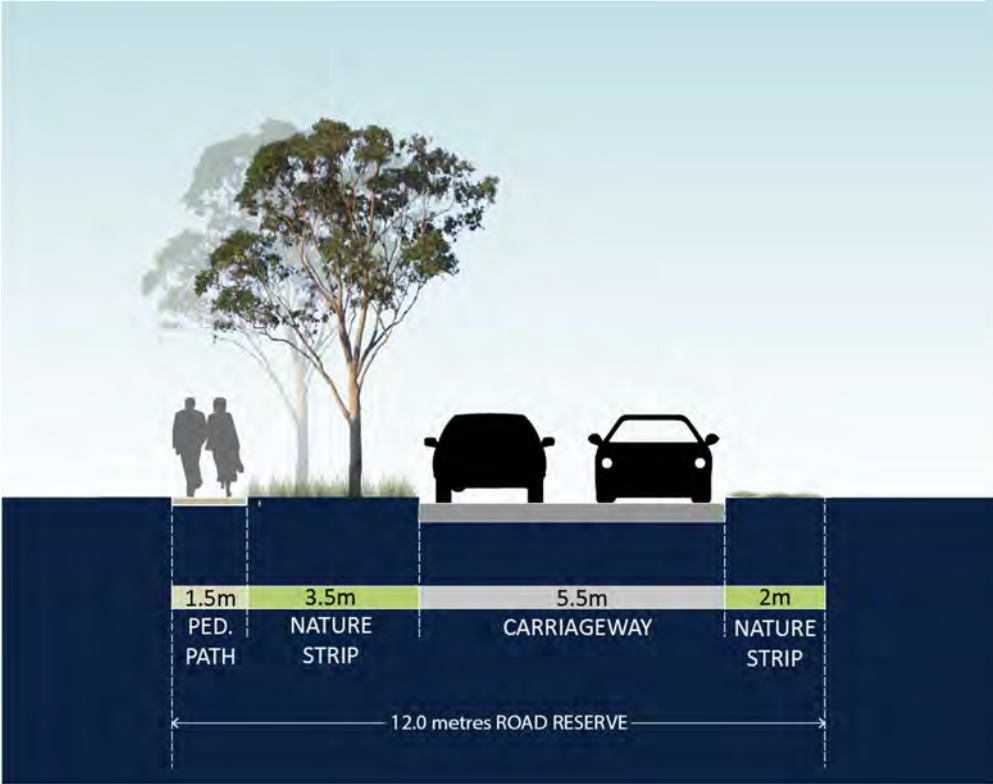 1.5m 3.5m 5.5m 2m
PED. PATH
NATURE STRIP
CARRIAGEWAY
NATURE STRIP
12.0 metres ROAD RESERVE